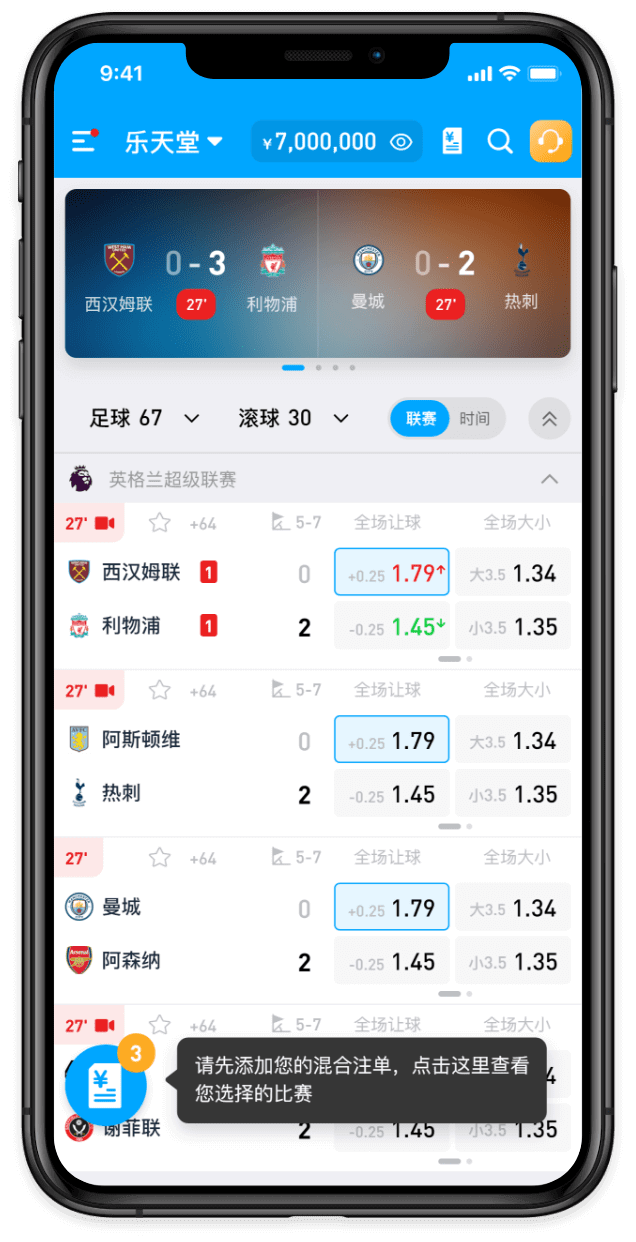 9:41
乐天堂 ¥7,000,000
0 - 3 0 - 2
西汉姆联 27' 利物浦 曼城 27' 热刺
足球 67 滚球 30 联赛 时间
英格兰超级联赛
27' +64 5-7 全场让球 全场大小
西汉姆联 1 0 +0.25 1.79↑ 大3.5 1.34
利物浦 1 2 -0.25 1.45↓ 小3.5 1.35
27' +64 5-7 全场让球 全场大小
阿斯顿维 0 +0.25 1.79 大3.5 1.34
热刺 2 -0.25 1.45 小3.5 1.35
27' +64 5-7 全场让球 全场大小
曼城 0 +0.25 1.79 大3.5 1.34
阿森纳 2 -0.25 1.45 小3.5 1.35
27' +64 5-7 全场让球 全场大小
3
¥
请先添加您的混合注单，点击这里查看
您选择的比赛
谢菲联 2 -0.25 1.45 小3.5 1.35